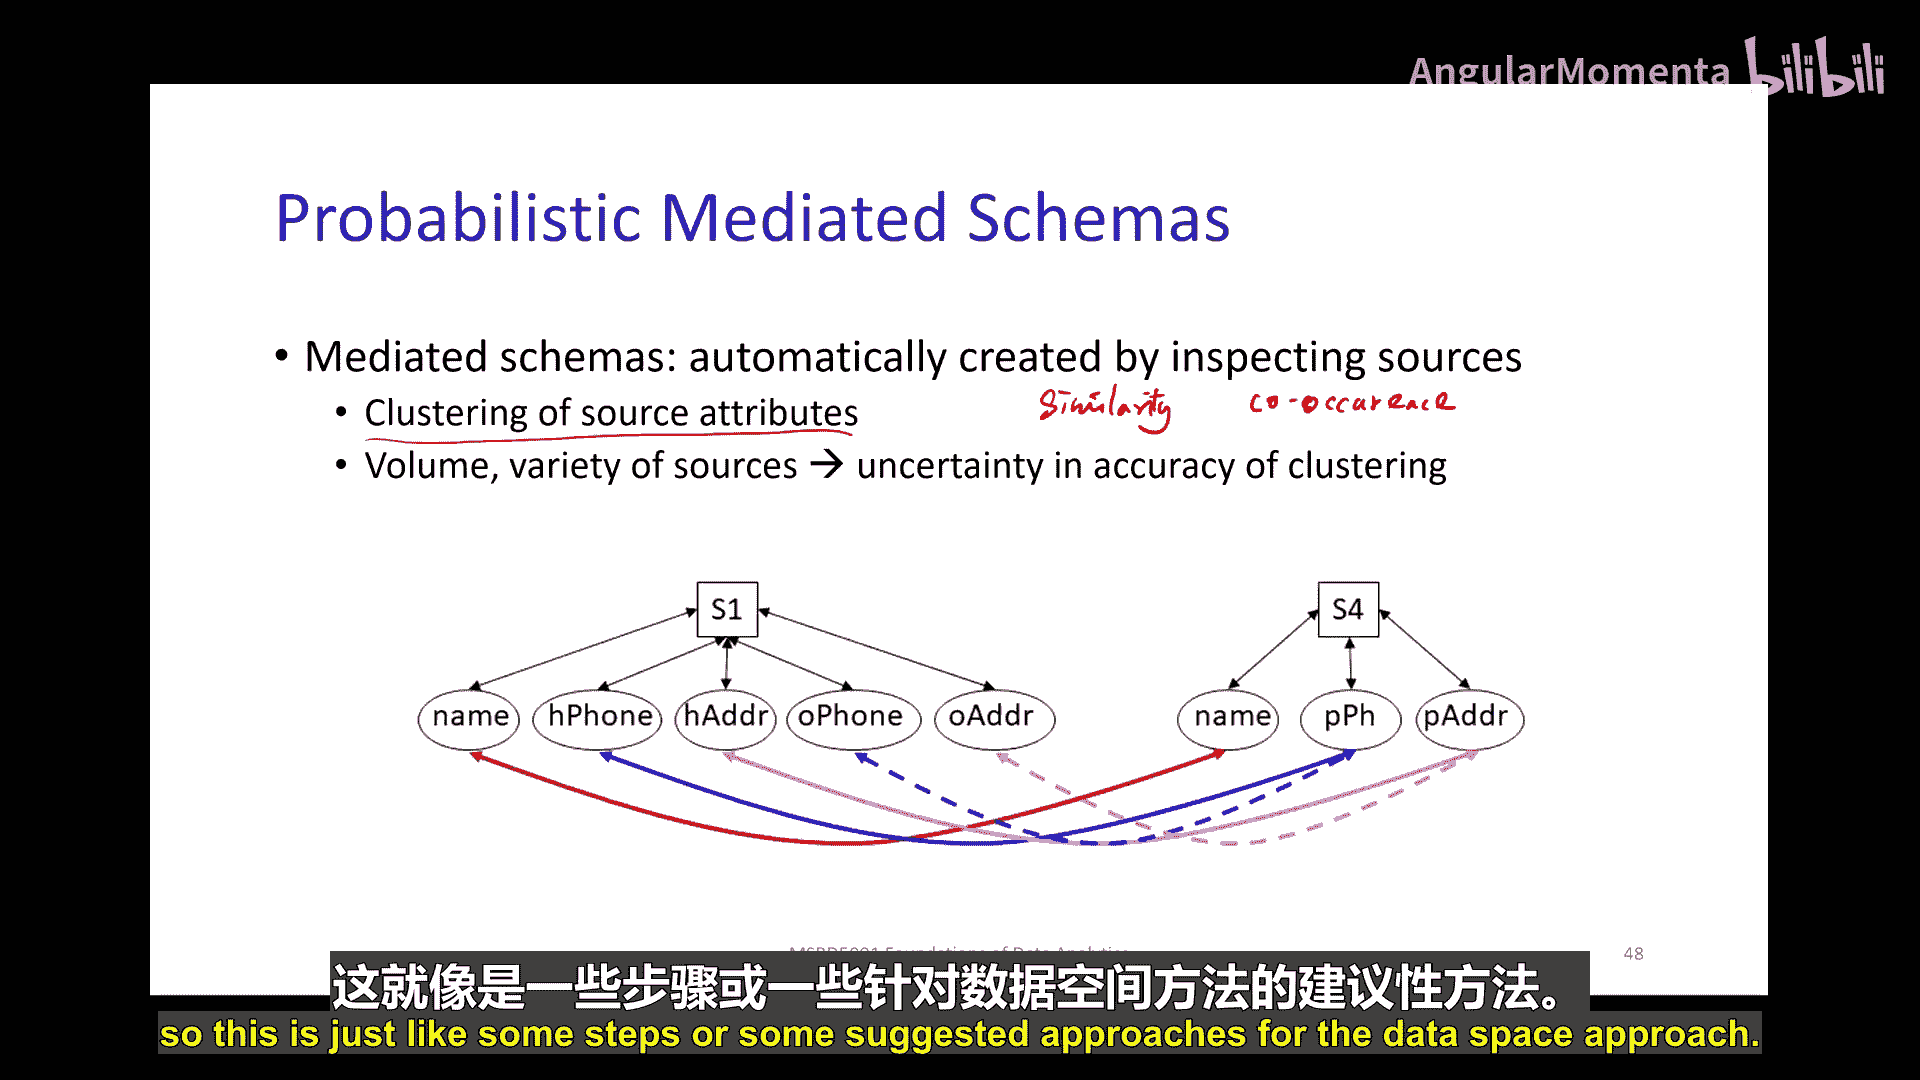 AngularMomenta bilibili
Probabilistic Mediated Schemas
• Mediated schemas: automatically created by inspecting sources
• Clustering of source attributes
Similarity co-occurence
• Volume, variety of sources → uncertainty in accuracy of clustering
S1 S4
name hPhone hAddr oPhone oAddr name pPh pAddr
48
这就像是一些步骤或一些针对数据空间方法的建议性方法。
so this is just like some steps or some suggested approaches for the data space approach.